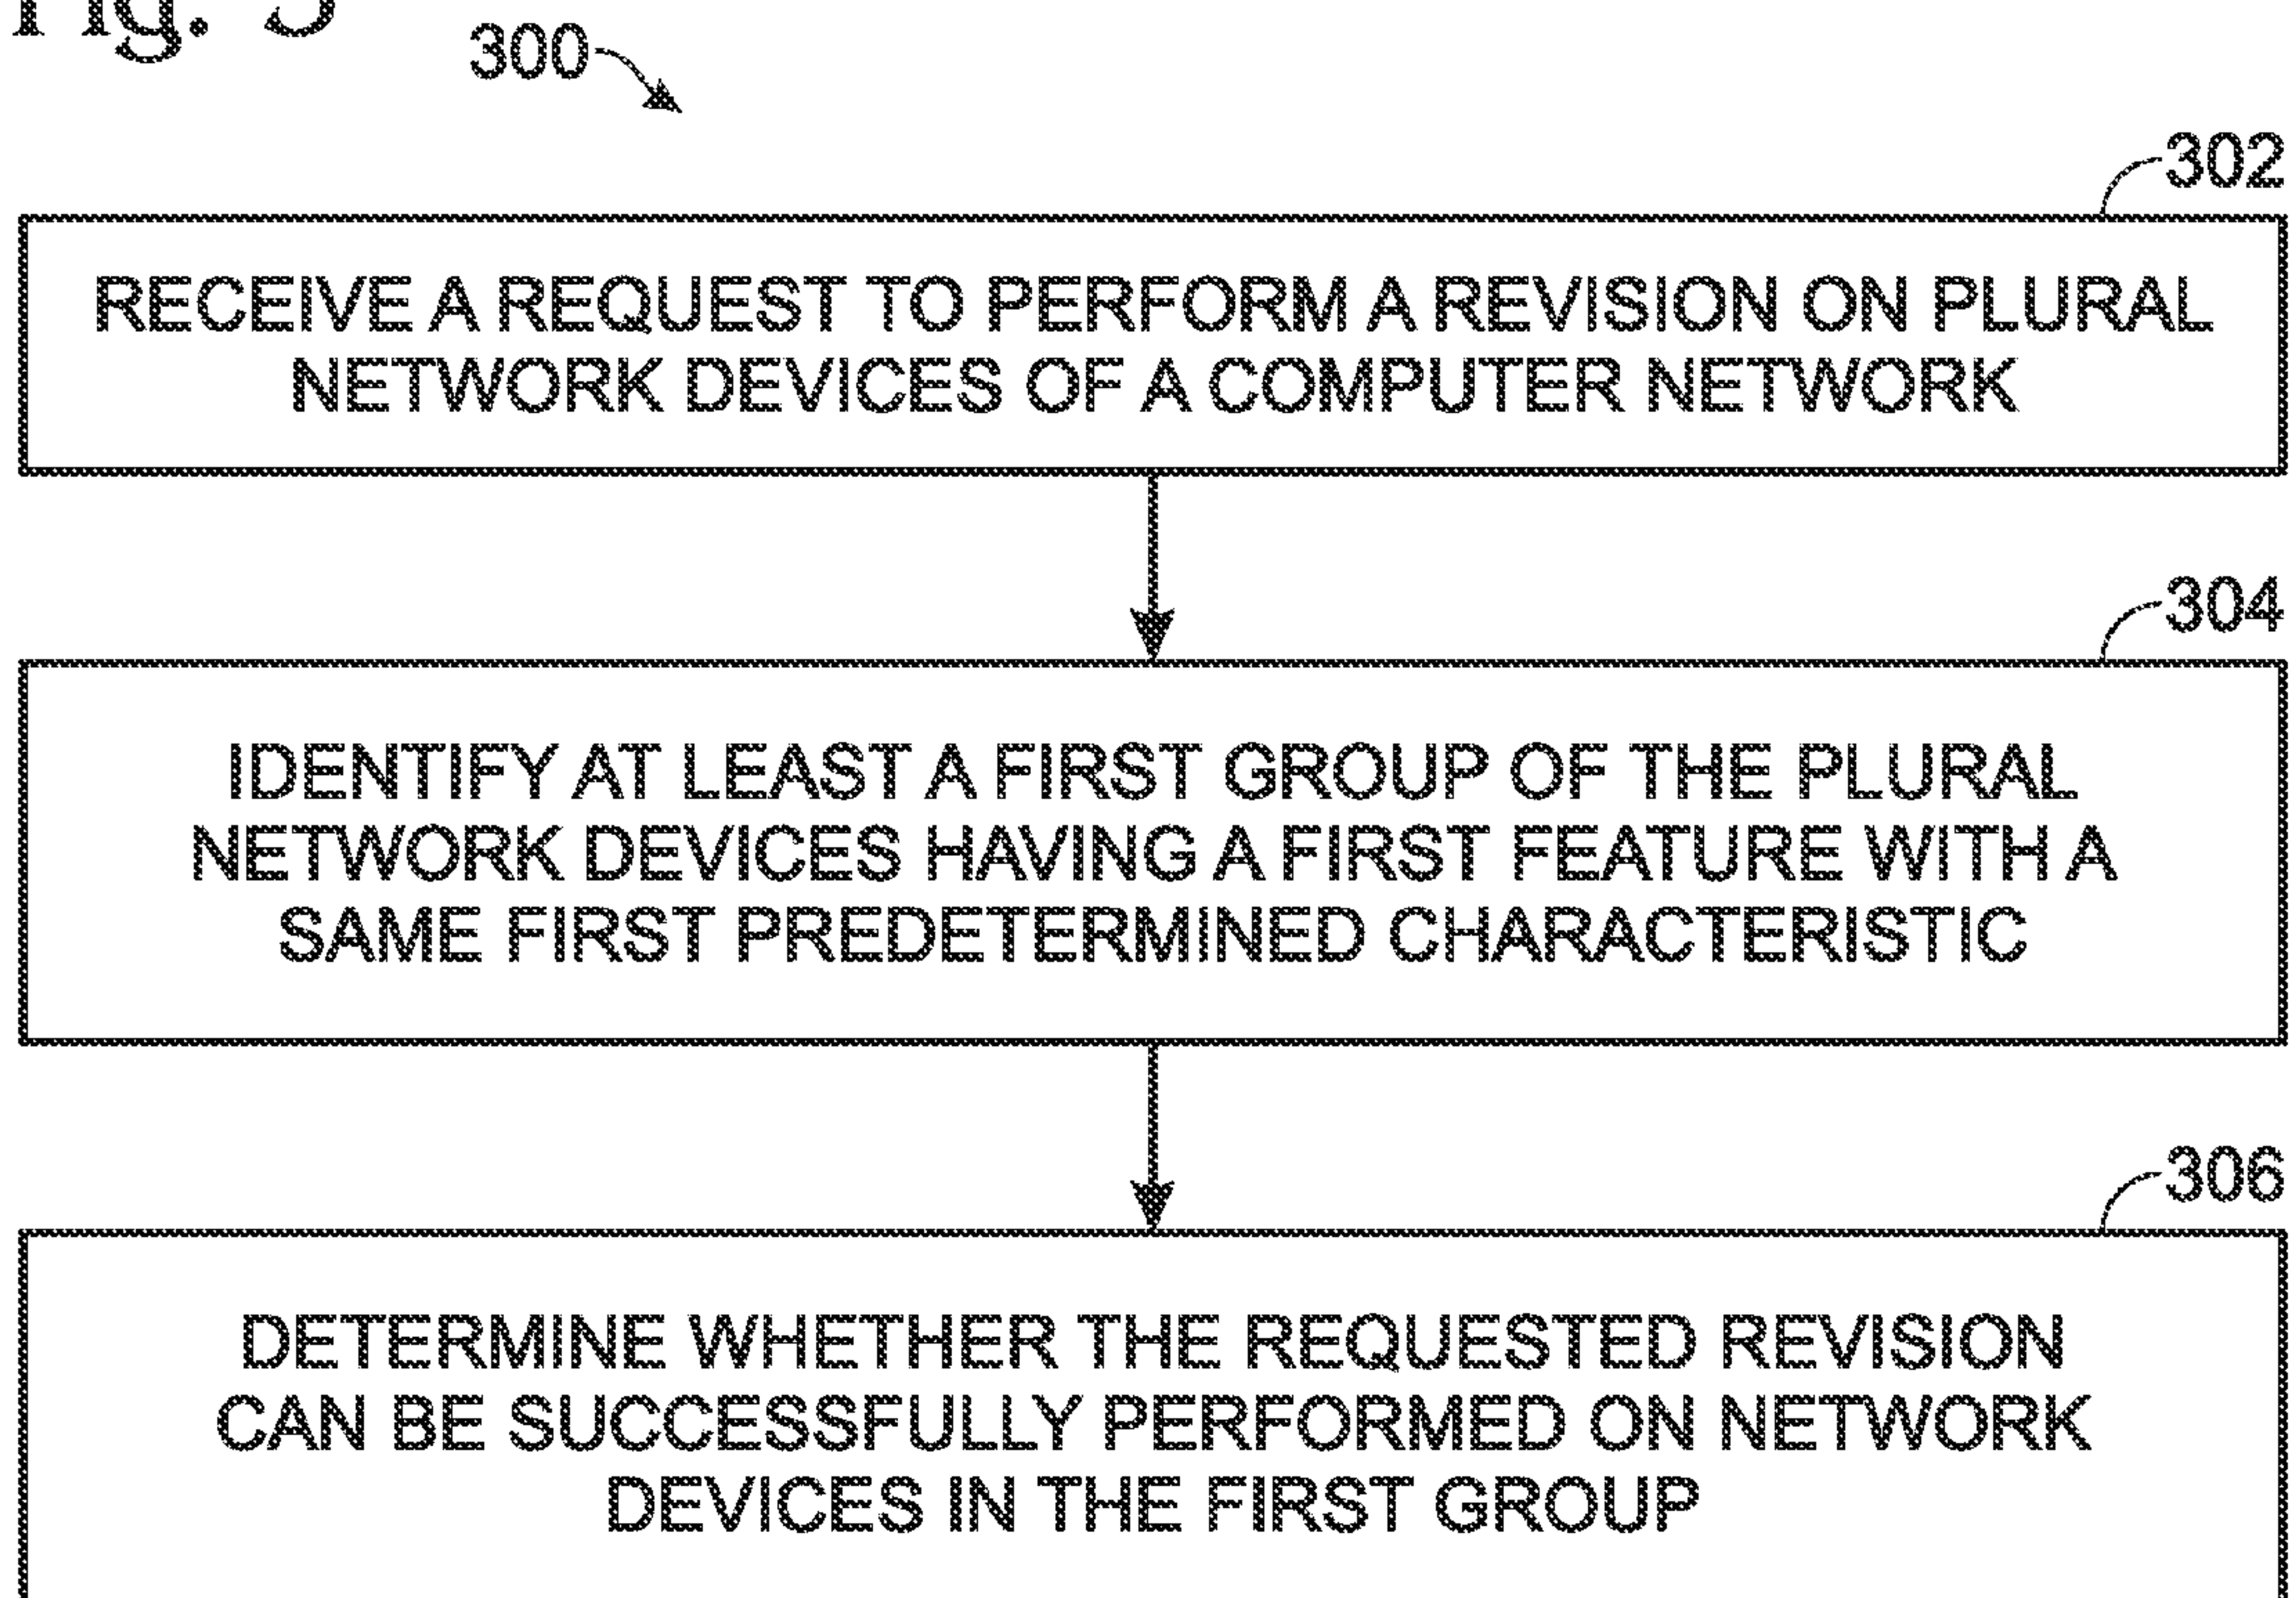 Fig. 3
300
302
RECEIVE A REQUEST TO PERFORM A REVISION ON PLURAL
NETWORK DEVICES OF A COMPUTER NETWORK
304
IDENTIFY AT LEAST A FIRST GROUP OF THE PLURAL
NETWORK DEVICES HAVING A FIRST FEATURE WITH A
SAME FIRST PREDETERMINED CHARACTERISTIC
306
DETERMINE WHETHER THE REQUESTED REVISION
CAN BE SUCCESSFULLY PERFORMED ON NETWORK
DEVICES IN THE FIRST GROUP